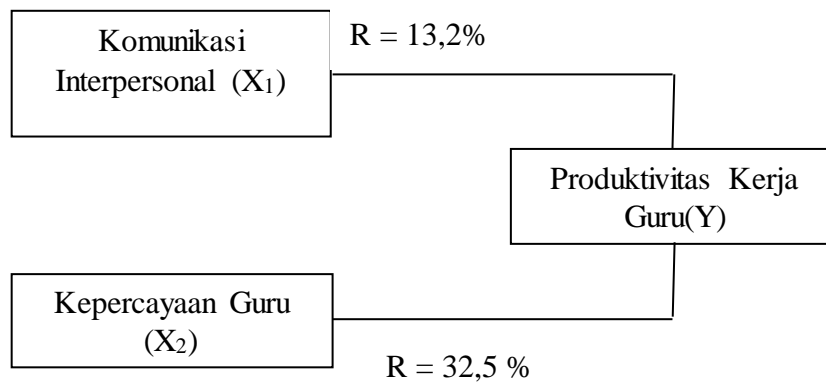 Komunikasi
Interpersonal (X₁)
R = 13,2%
Produktivitas Kerja
Guru(Y)
Kepercayaan Guru
(X₂)
R = 32,5 %